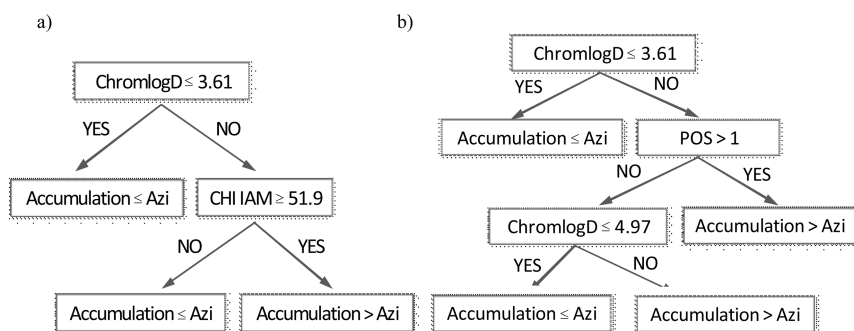 a)
ChromlogD ≤ 3.61
YES
NO
Accumulation ≤ Azi
CHI IAM ≥ 51.9
NO
YES
Accumulation ≤ Azi
Accumulation > Azi
b)
ChromlogD ≤ 3.61
YES
NO
Accumulation ≤ Azi
POS > 1
NO
YES
ChromlogD ≤ 4.97
Accumulation > Azi
YES
NO
Accumulation ≤ Azi
Accumulation > Azi